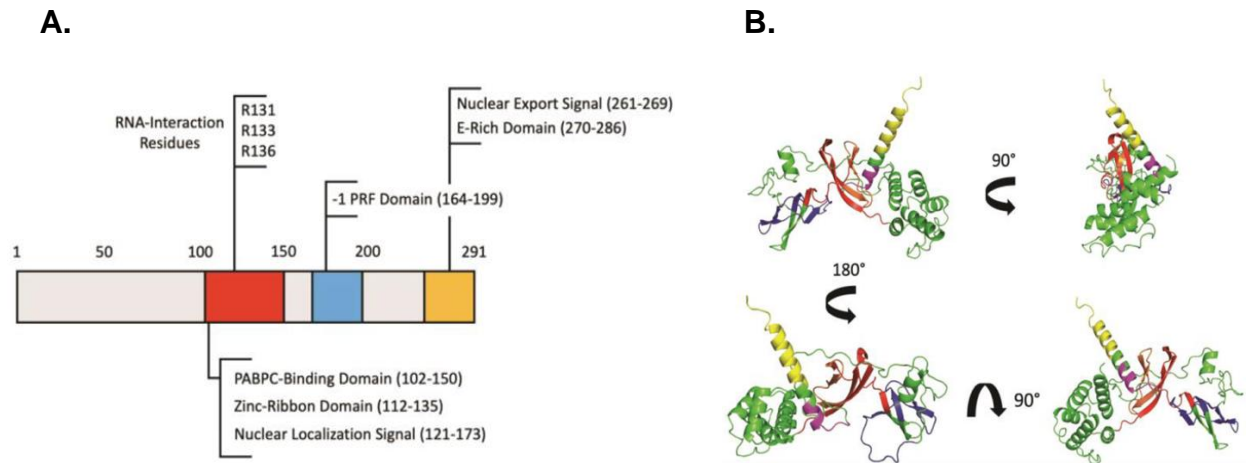 A.
B.
RNA-Interaction
Residues
R131
R133
R136
Nuclear Export Signal (261-269)
E-Rich Domain (270-286)
-1 PRF Domain (164-199)
1 50 100 150 200 291
PABPC-Binding Domain (102-150)
Zinc-Ribbon Domain (112-135)
Nuclear Localization Signal (121-173)
90°
180°
90°